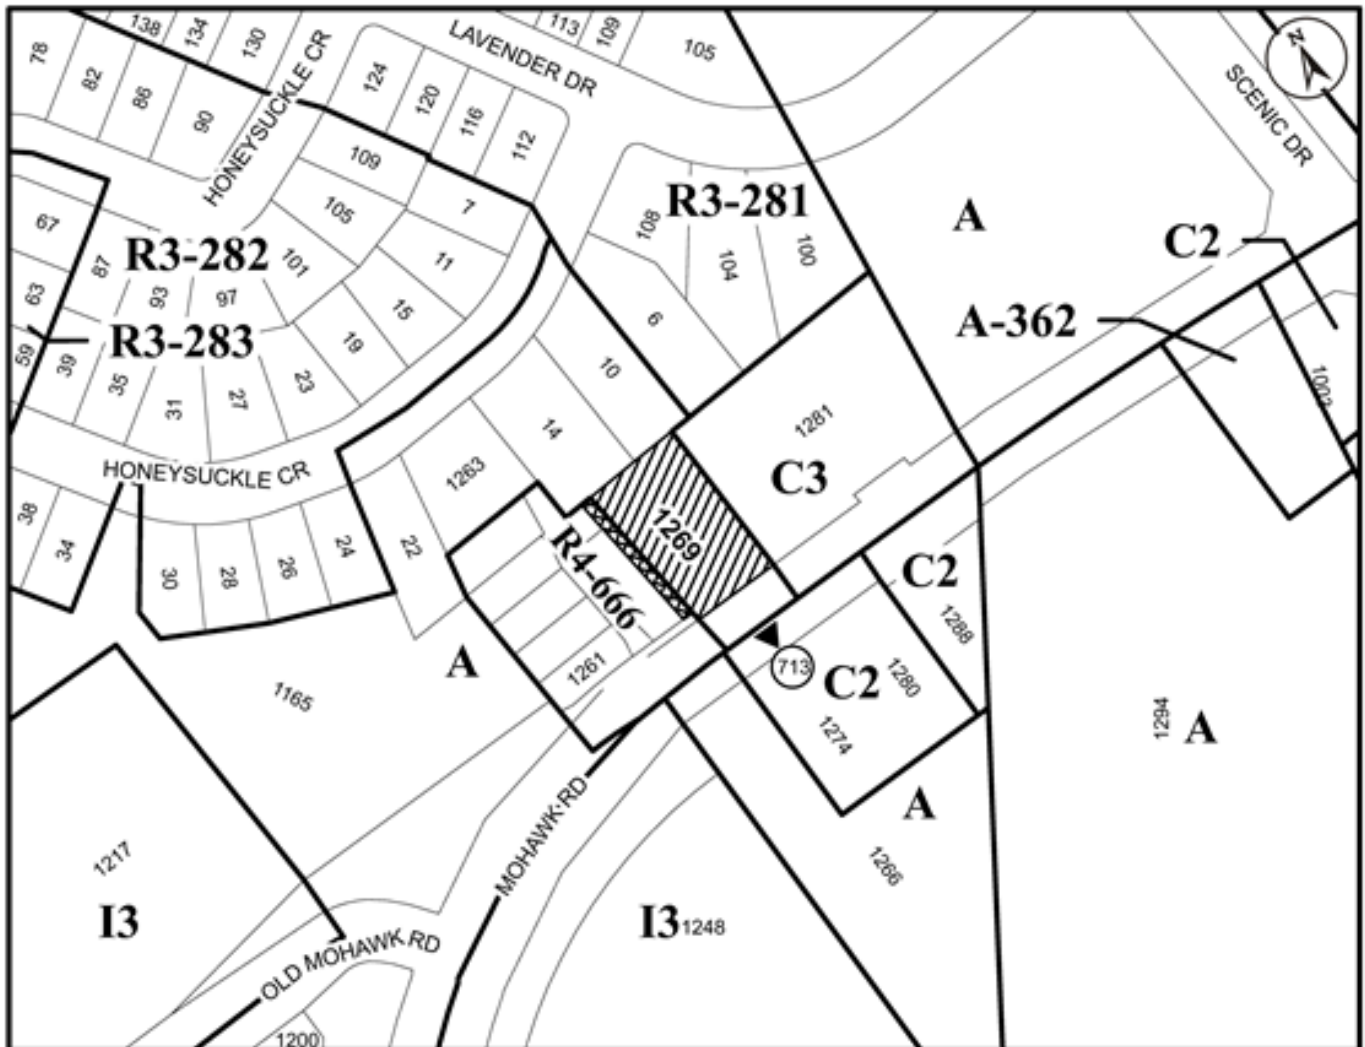 138
134
130
113
109
105
78
82
86
90
HONEYSUCKLE CR
124
120
116
112
LAVENDER DR
SCENIC DR
N
109
105
7
11
101
15
19
108
R3-281
104
100
A
C2
67
R3-282
87
93
97
63
R3-283
59
39
35
31
27
23
6
10
14
A-362
1002
1281
C3
HONEYSUCKLE CR
1263
1269
38
34
30
28
26
24
22
R4-666
C2
1288
A
1261
713
C2
1280
1274
1165
1294
A
A
MOHAWK RD
1266
1217
I3
I3
1248
OLD MOHAWK RD
1200